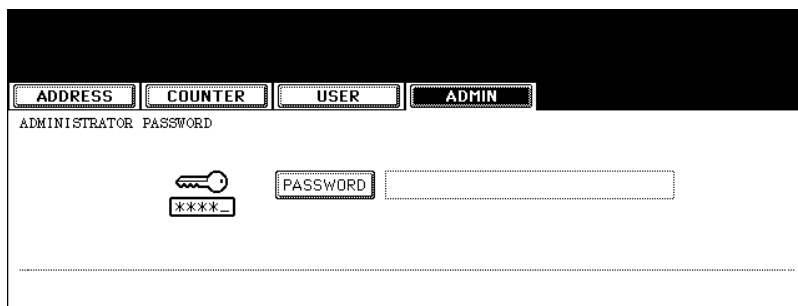 ADDRESS COUNTER USER ADMIN
ADMINISTRATOR PASSWORD
PASSWORD
****_